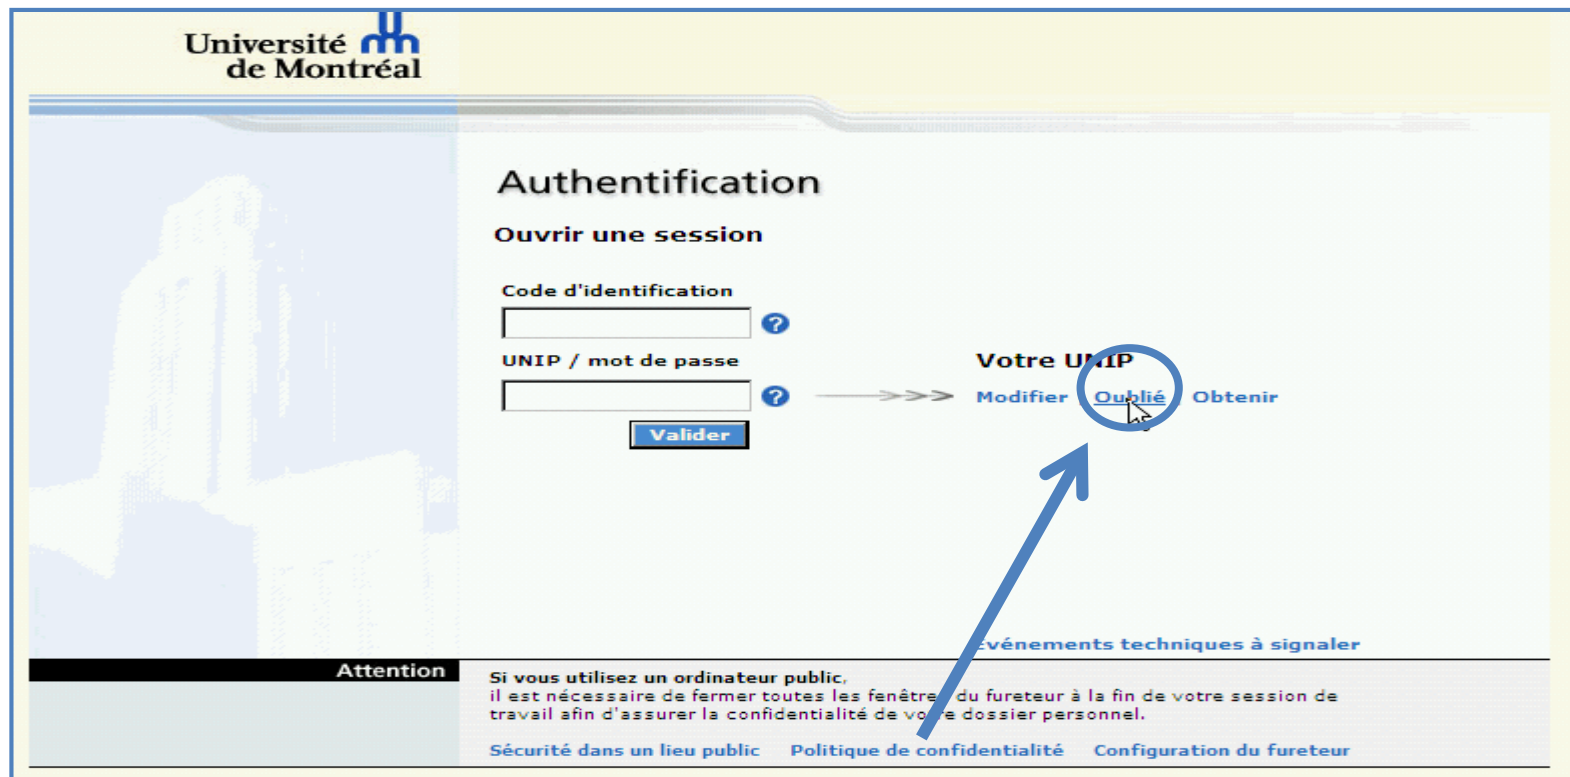 Université
de Montréal
Authentification
Ouvrir une session
Code d'identification
?
UNIP / mot de passe
Votre UNIP
?
Modifier Oublié Obtenir
Valider
Événements techniques à signaler
Attention
Si vous utilisez un ordinateur public,
il est nécessaire de fermer toutes les fenêtres du fureteur à la fin de votre session de
travail afin d'assurer la confidentialité de votre dossier personnel.
Sécurité dans un lieu public Politique de confidentialité Configuration du fureteur